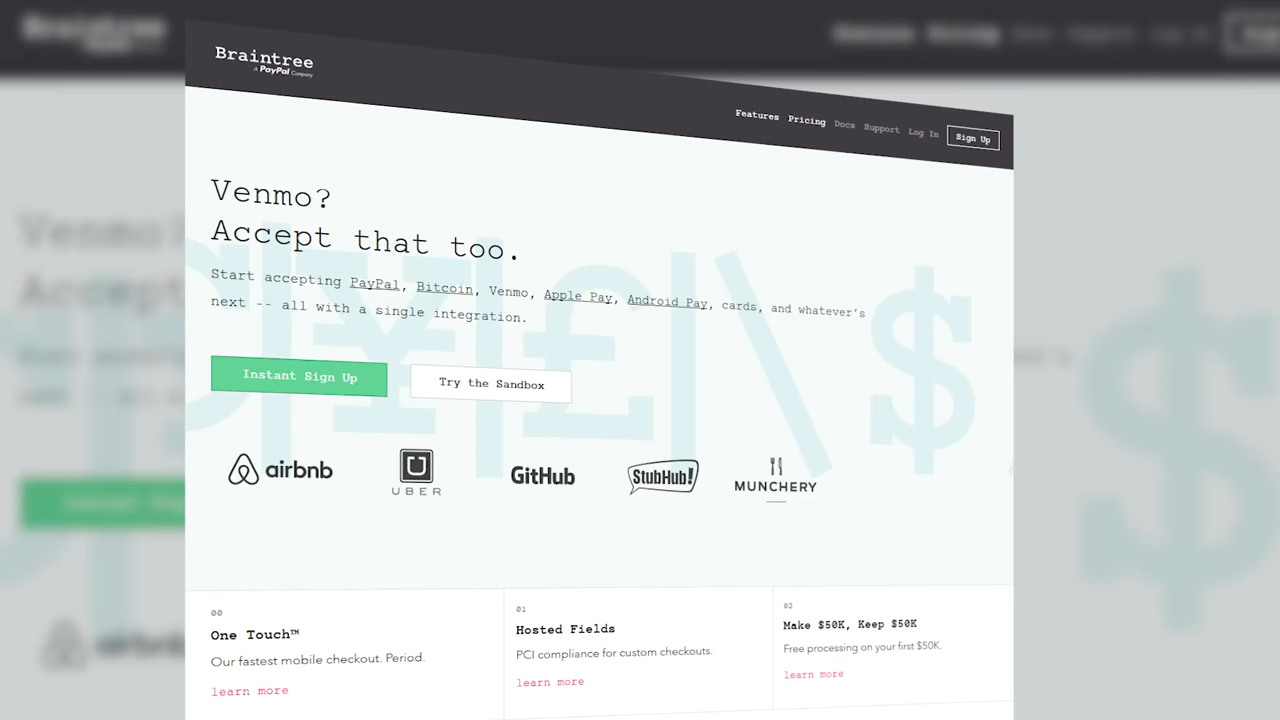 Braintree
a PayPal Company
Features Pricing Docs Support Log In Sign Up
Venmo?
Accept that too.
Start accepting PayPal, Bitcoin, Venmo, Apple Pay, Android Pay, cards, and whatever's
next -- all with a single integration.
Instant Sign Up
Try the Sandbox
airbnb
UBER
GitHub
StubHub!
MUNCHERY
00
One Touch™
Our fastest mobile checkout. Period.
learn more
01
Hosted Fields
PCI compliance for custom checkouts.
learn more
02
Make $50K, Keep $50K
Free processing on your first $50K.
learn more